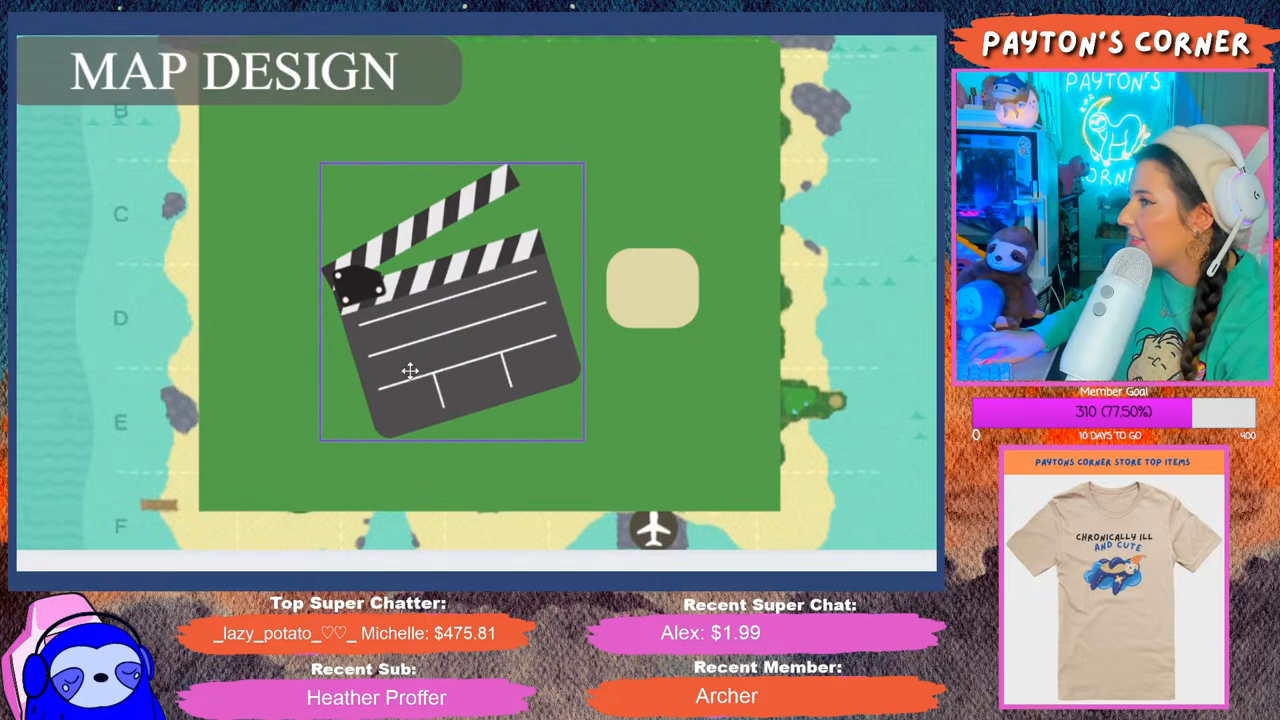 MAP DESIGN
B
C
D
E
F
PAYTON'S CORNER
PAYTON'S
Member Goal
310 (77.50%)
0
10 DAYS TO GO
400
PAYTONS CORNER STORE TOP ITEMS
CHRONICALLY ILL
AND CUTE
Top Super Chatter:
_lazy_potato_♡♡_ Michelle: $475.81
Recent Sub:
Heather Proffer
Recent Super Chat:
Alex: $1.99
Recent Member:
Archer